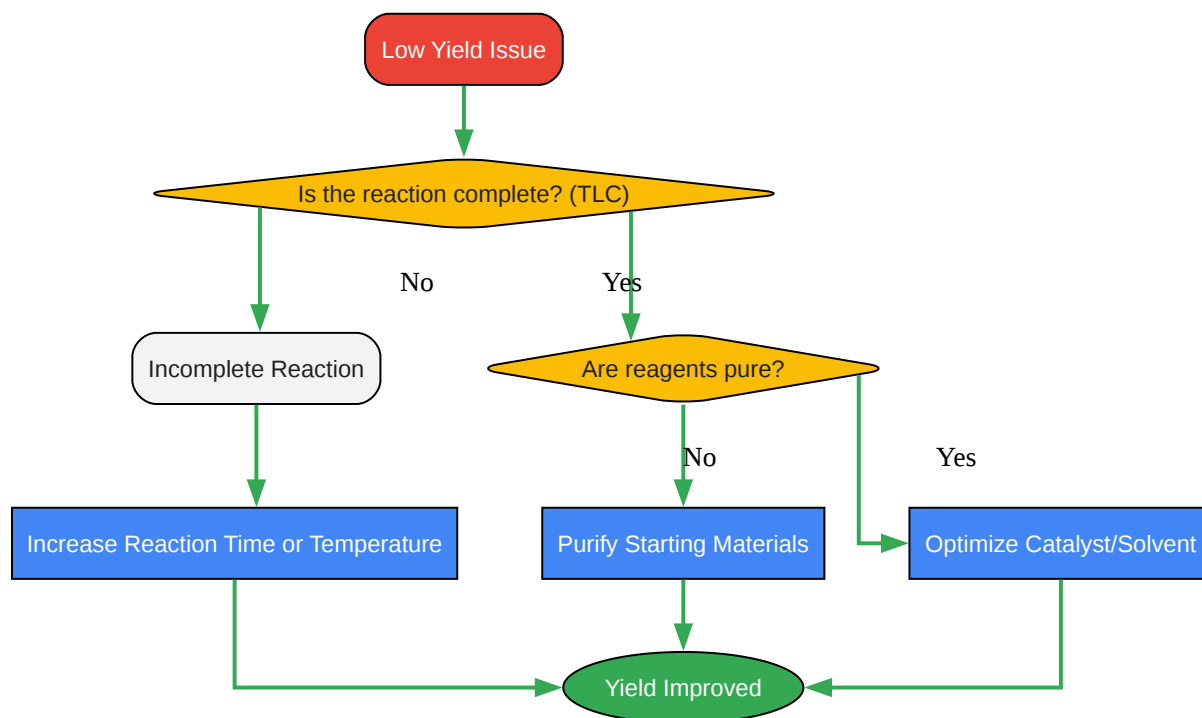 Low Yield Issue
Is the reaction complete? (TLC)
No
Yes
Incomplete Reaction
Are reagents pure?
No
Yes
Increase Reaction Time or Temperature
Purify Starting Materials
Optimize Catalyst/Solvent
Yield Improved